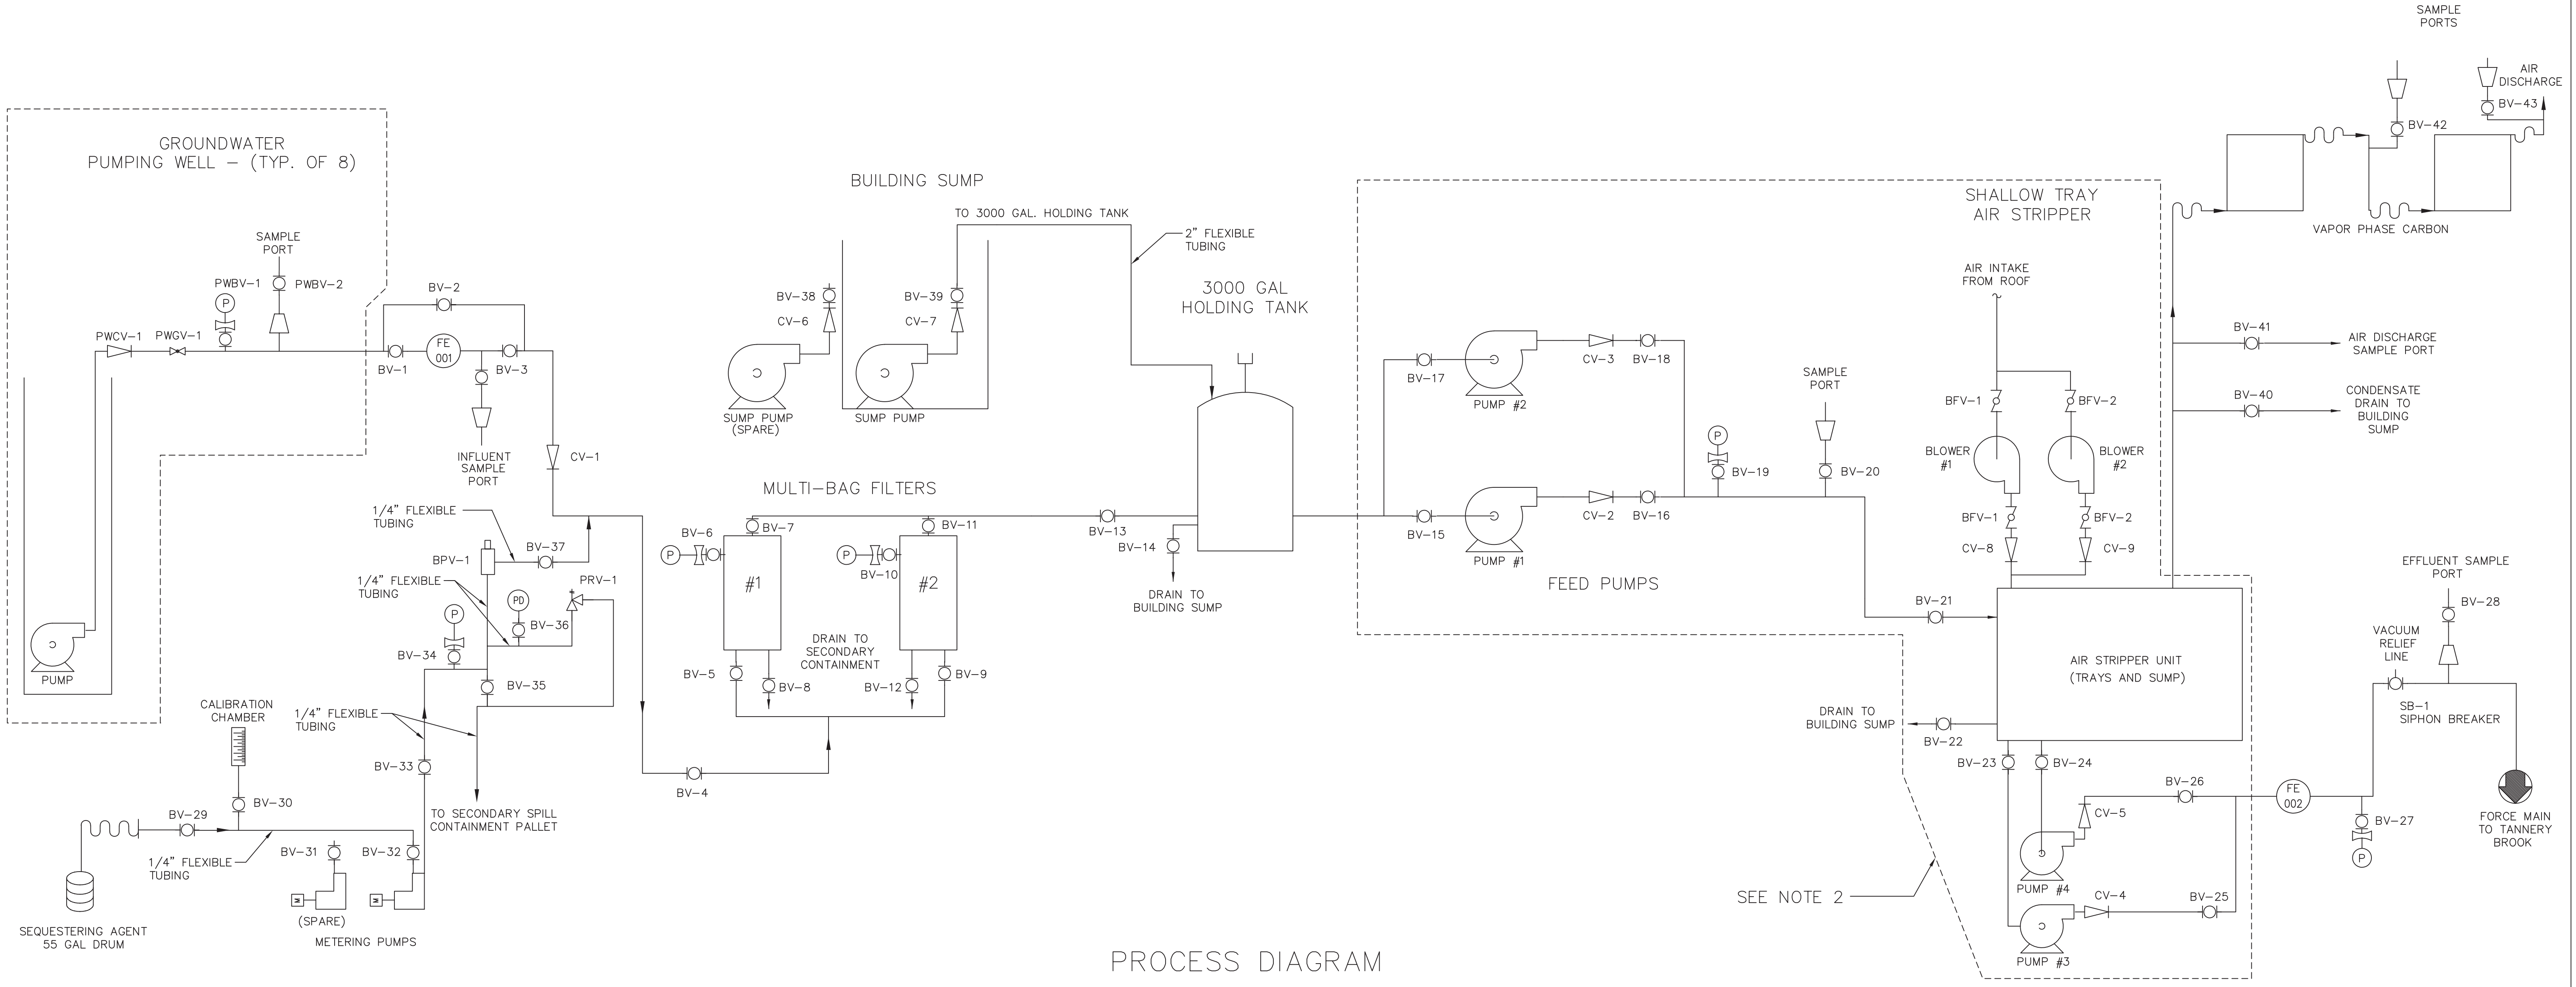 SAMPLE
PORTS
AIR
DISCHARGE
BV-43
BV-42
VAPOR PHASE CARBON
GROUNDWATER
PUMPING WELL - (TYP. OF 8)
SAMPLE
PORT
PWBV-1
P
PWBV-2
PWCV-1
PWGV-1
PUMP
BV-2
BV-1
FE
001
BV-3
INFLUENT
SAMPLE
PORT
CV-1
1/4" FLEXIBLE
TUBING
BPV-1
BV-37
1/4" FLEXIBLE
TUBING
PRV-1
P
PD
BV-36
BV-34
BV-35
1/4" FLEXIBLE
TUBING
BV-33
TO SECONDARY SPILL
CONTAINMENT PALLET
CALIBRATION
CHAMBER
BV-30
BV-29
1/4" FLEXIBLE
TUBING
BV-31
BV-32
M
M
(SPARE)
METERING PUMPS
SEQUESTERING AGENT
55 GAL DRUM
BUILDING SUMP
TO 3000 GAL. HOLDING TANK
2" FLEXIBLE
TUBING
BV-38
CV-6
BV-39
CV-7
SUMP PUMP
(SPARE)
SUMP PUMP
3000 GAL
HOLDING TANK
MULTI-BAG FILTERS
BV-6
P
BV-7
#1
BV-10
P
BV-11
#2
BV-13
BV-14
DRAIN TO
BUILDING SUMP
DRAIN TO
SECONDARY
CONTAINMENT
BV-5
BV-8
BV-12
BV-9
BV-4
BV-17
PUMP #2
CV-3
BV-18
BV-15
PUMP #1
CV-2
BV-16
FEED PUMPS
P
BV-19
SAMPLE
PORT
BV-20
BV-21
SHALLOW TRAY
AIR STRIPPER
AIR INTAKE
FROM ROOF
BFV-1
BFV-2
BLOWER
#1
BLOWER
#2
BFV-1
BFV-2
CV-8
CV-9
AIR STRIPPER UNIT
(TRAYS AND SUMP)
BV-41
AIR DISCHARGE
SAMPLE PORT
BV-40
CONDENSATE
DRAIN TO
BUILDING
SUMP
DRAIN TO
BUILDING SUMP
BV-22
BV-23
BV-24
BV-26
CV-5
PUMP #4
CV-4
BV-25
PUMP #3
FE
002
BV-27
P
EFFLUENT SAMPLE
PORT
BV-28
VACUUM
RELIEF
LINE
SB-1
SIPHON BREAKER
FORCE MAIN
TO TANNERY
BROOK
SEE NOTE 2
PROCESS DIAGRAM